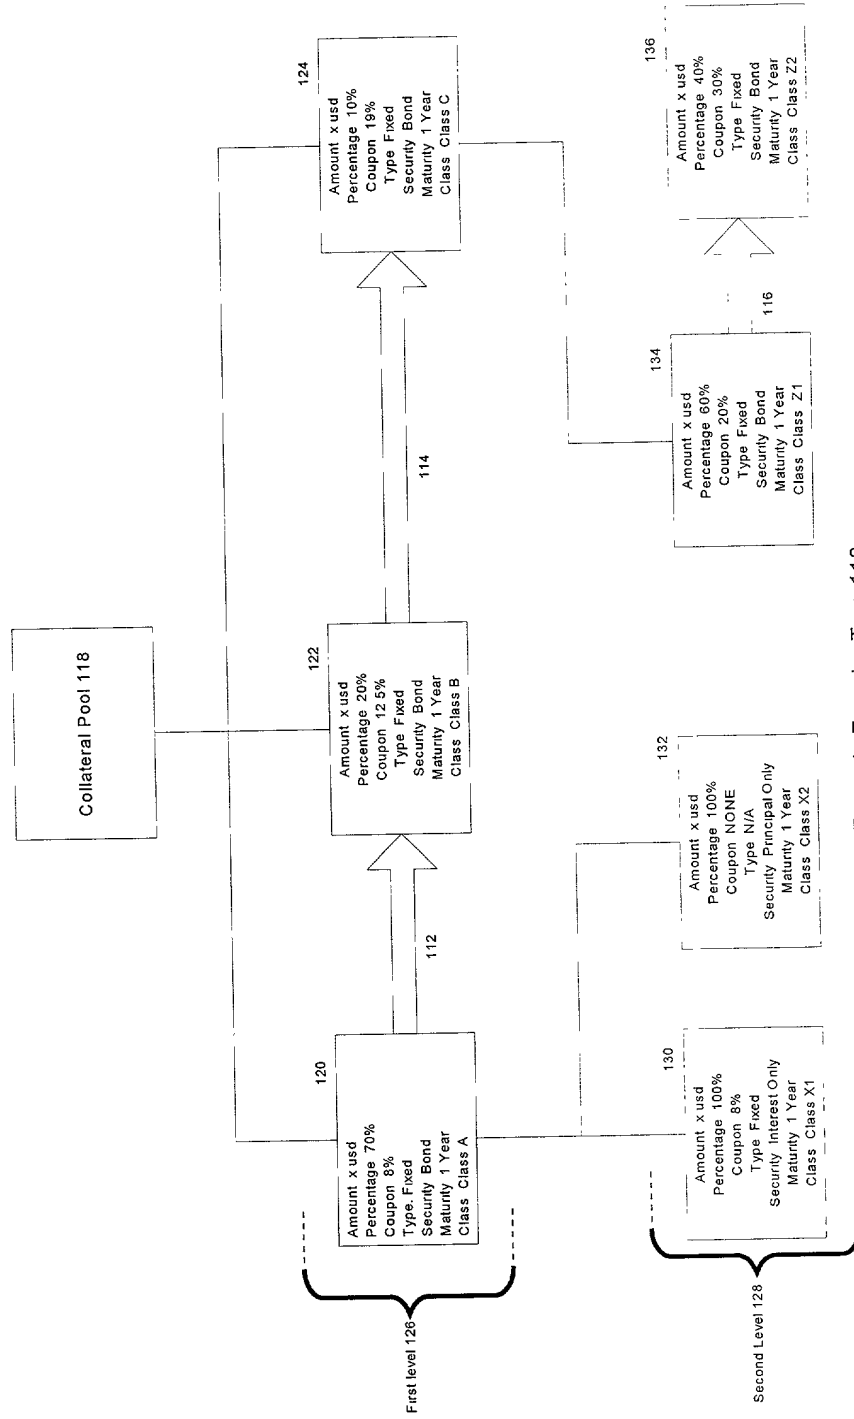 Collateral Pool 118
120
Amount x usd
Percentage 70%
Coupon 8%
Type. Fixed
Security Bond
Maturity 1 Year
Class Class A
112
122
Amount x usd
Percentage 20%
Coupon 12 5%
Type Fixed
Security Bond
Maturity 1 Year
Class Class B
114
124
Amount x usd
Percentage 10%
Coupon 19%
Type Fixed
Security Bond
Maturity 1 Year
Class Class C
First level 126
130
Amount x usd
Percentage 100%
Coupon 8%
Type Fixed
Security Interest Only
Maturity 1 Year
Class Class X1
132
Amount x usd
Percentage 100%
Coupon NONE
Type N/A
Security Principal Only
Maturity 1 Year
Class Class X2
134
Amount x usd
Percentage 60%
Coupon 20%
Type Fixed
Security Bond
Maturity 1 Year
Class Class Z1
116
136
Amount x usd
Percentage 40%
Coupon 30%
Type Fixed
Security Bond
Maturity 1 Year
Class Class Z2
Second Level 128